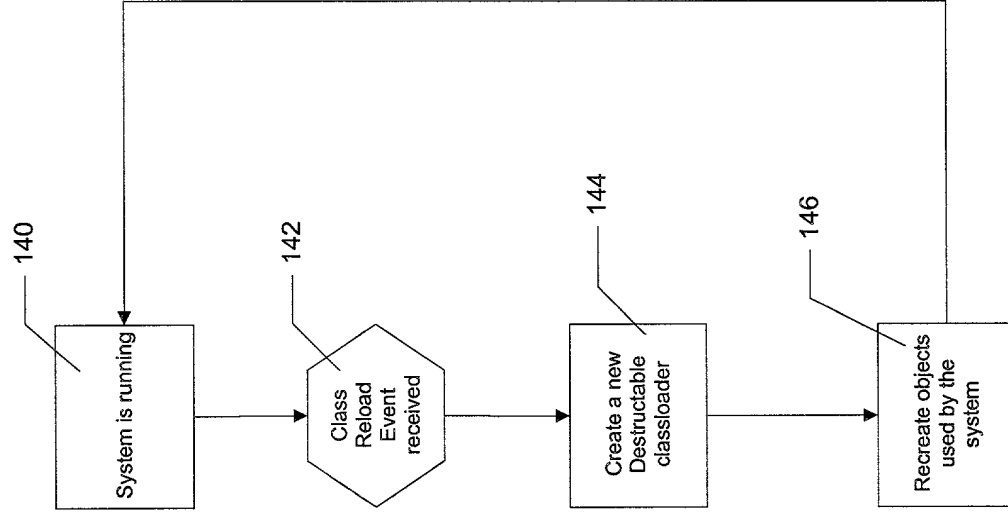 140
System is running
142
Class
Reload
Event
received
144
Create a new
Destructable
classloader
146
Recreate objects
used by the
system